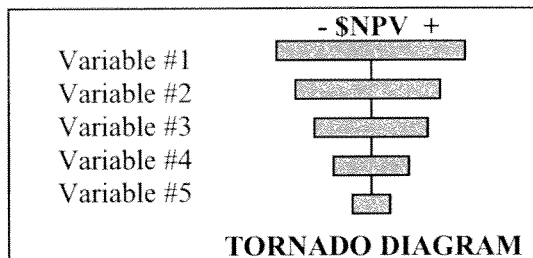 - $NPV +
Variable #1
Variable #2
Variable #3
Variable #4
Variable #5
TORNADO DIAGRAM